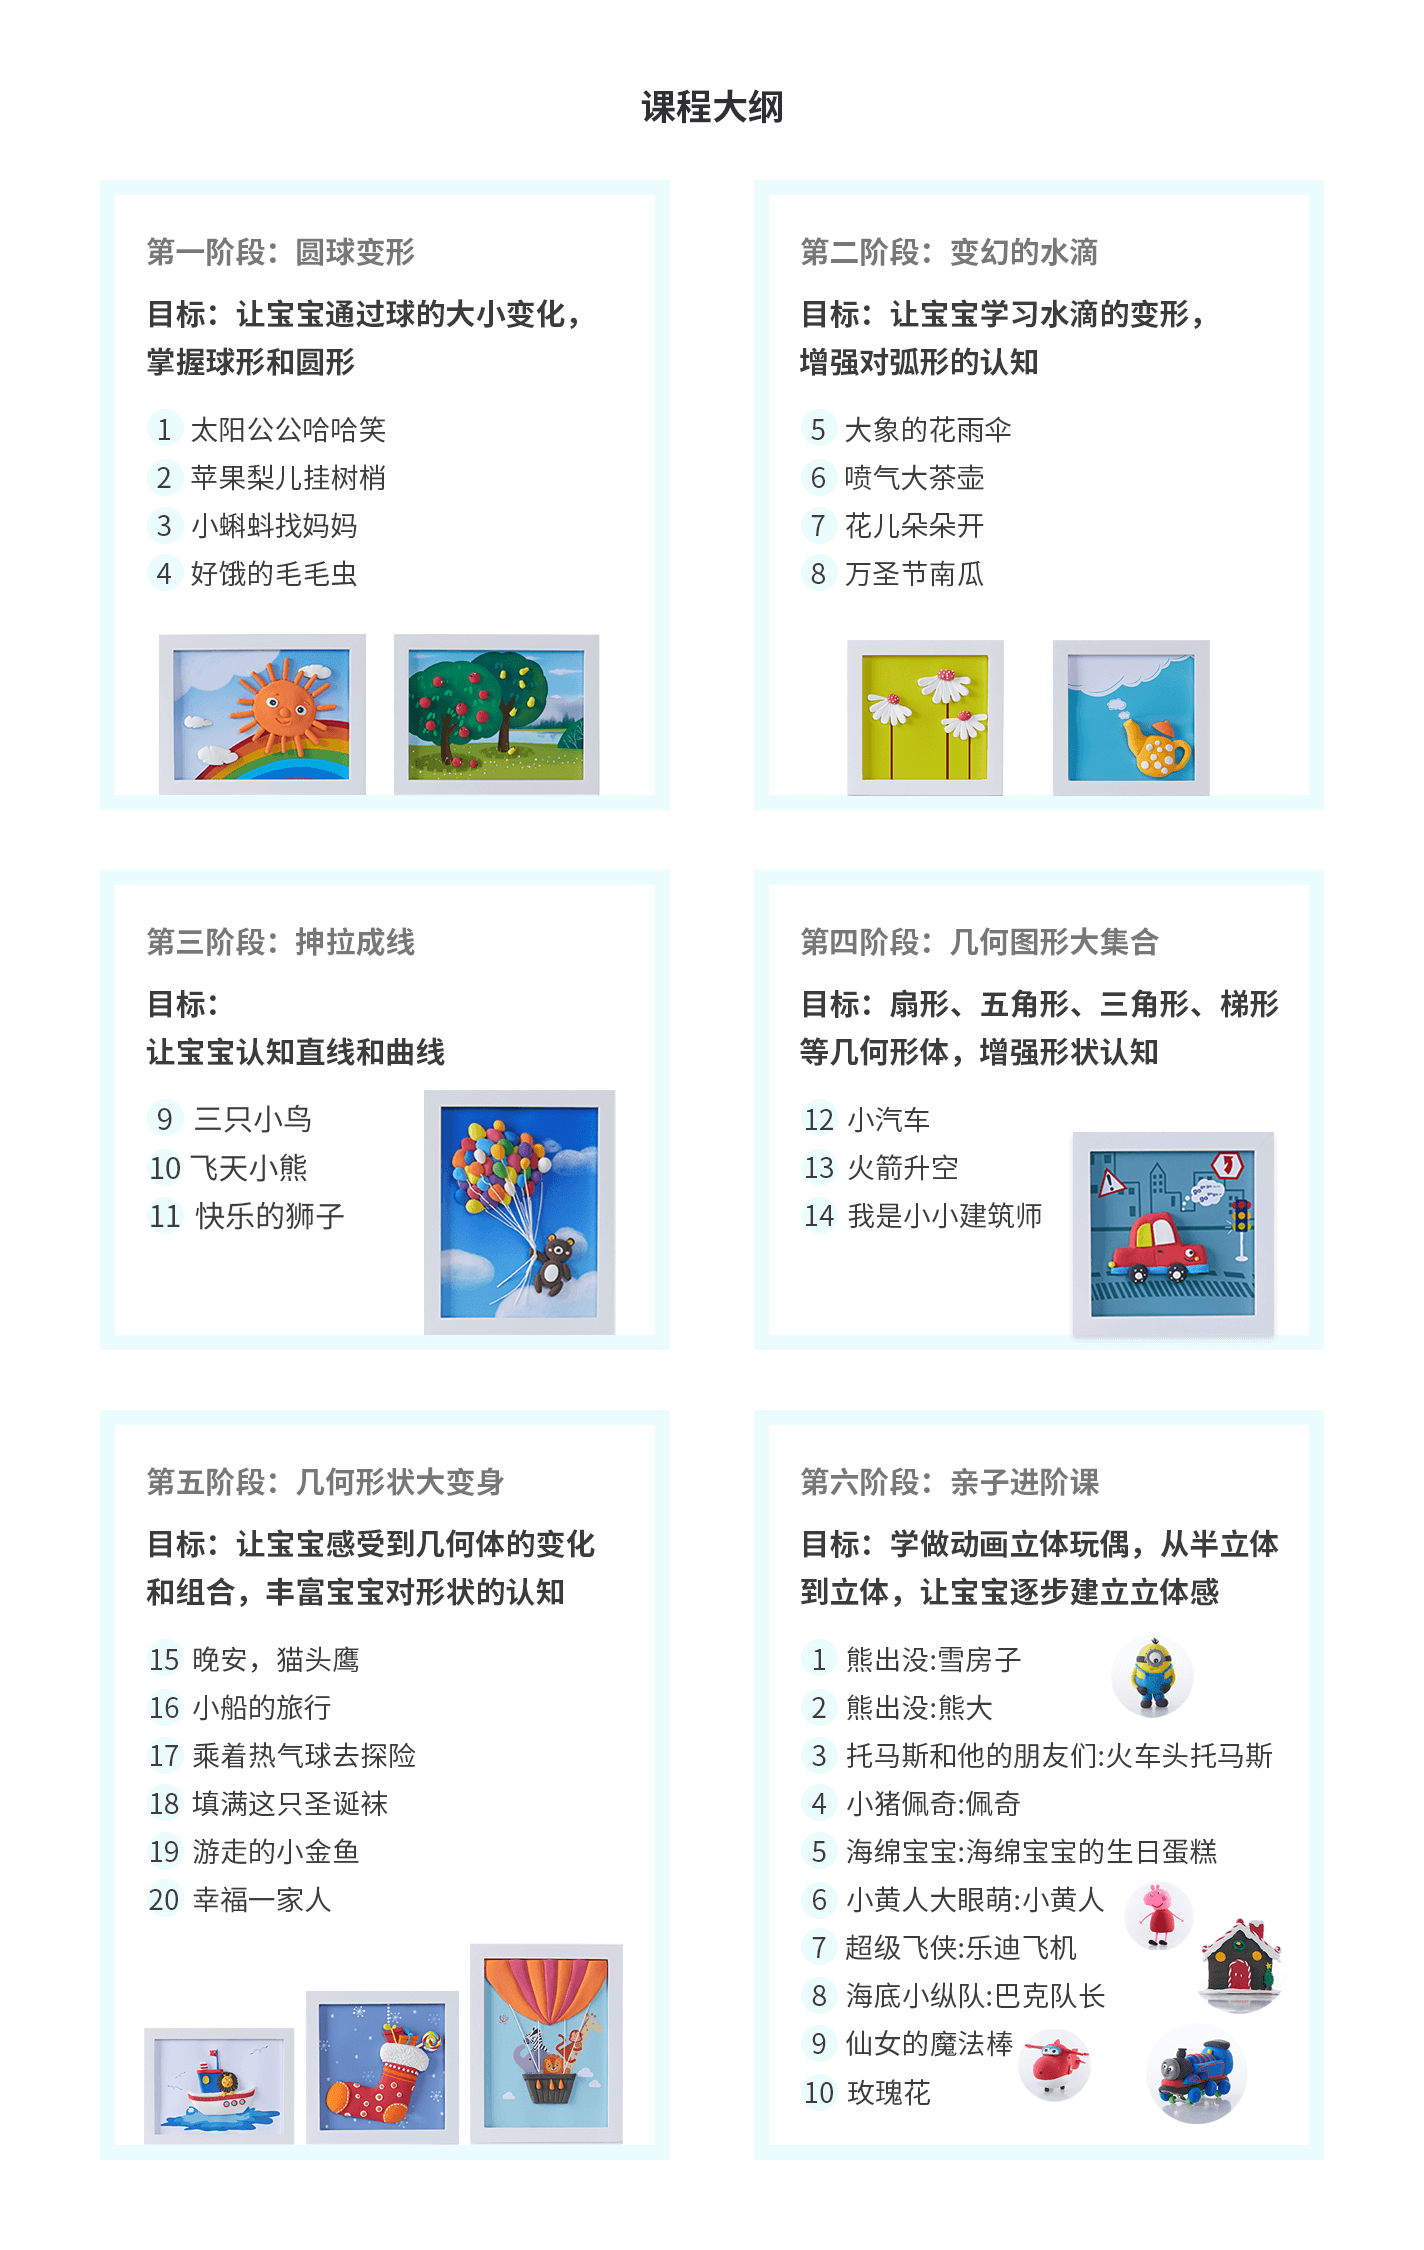 课程大纲
第一阶段：圆球变形
目标：让宝宝通过球的大小变化，
掌握球形和圆形
1 太阳公公哈哈笑
2 苹果梨儿挂树梢
3 小蝌蚪找妈妈
4 好饿的毛毛虫
第二阶段：变幻的水滴
目标：让宝宝学习水滴的变形，
增强对弧形的认知
5 大象的花雨伞
6 喷气大茶壶
7 花儿朵朵开
8 万圣节南瓜
第三阶段：抻拉成线
目标：
让宝宝认知直线和曲线
9 三只小鸟
10 飞天小熊
11 快乐的狮子
第四阶段：几何图形大集合
目标：扇形、五角形、三角形、梯形
等几何形体，增强形状认知
12 小汽车
13 火箭升空
14 我是小小建筑师
第五阶段：几何形状大变身
目标：让宝宝感受到几何体的变化
和组合，丰富宝宝对形状的认知
15 晚安，猫头鹰
16 小船的旅行
17 乘着热气球去探险
18 填满这只圣诞袜
19 游走的小金鱼
20 幸福一家人
第六阶段：亲子进阶课
目标：学做动画立体玩偶，从半立体
到立体，让宝宝逐步建立立体感
1 熊出没:雪房子
2 熊出没:熊大
3 托马斯和他的朋友们:火车头托马斯
4 小猪佩奇:佩奇
5 海绵宝宝:海绵宝宝的生日蛋糕
6 小黄人大眼萌:小黄人
7 超级飞侠:乐迪飞机
8 海底小纵队:巴克队长
9 仙女的魔法棒
10 玫瑰花